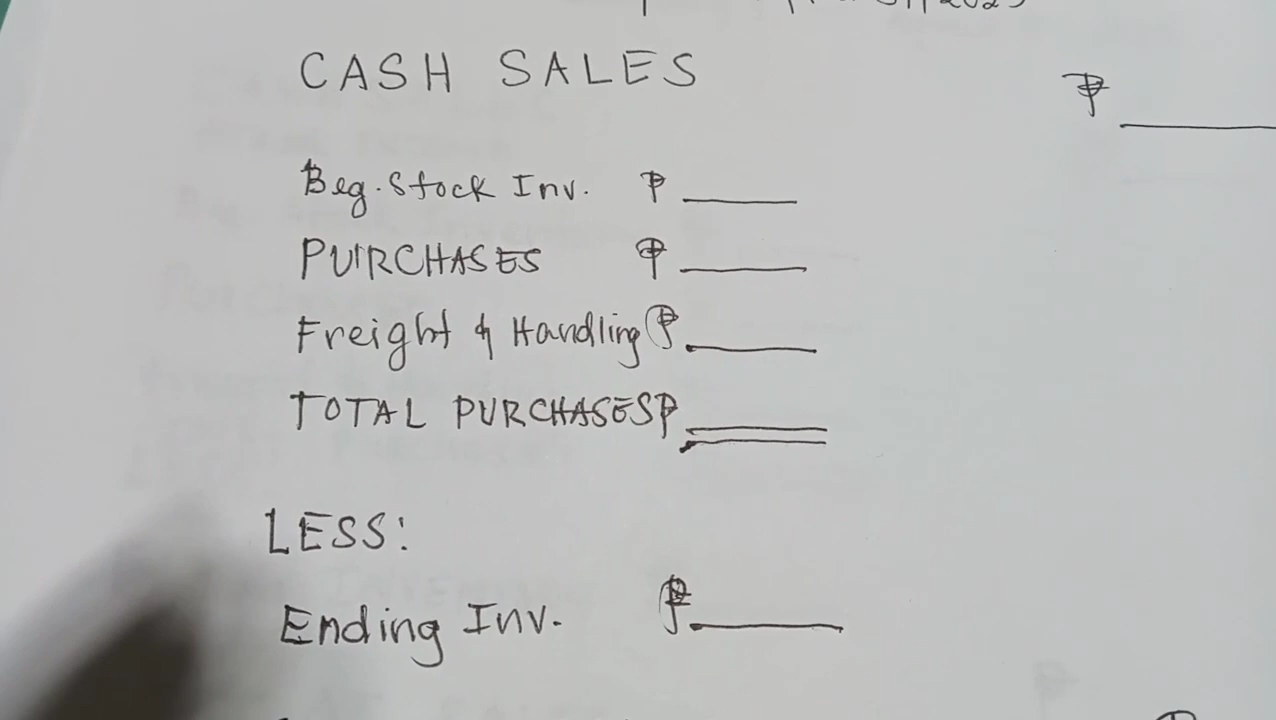 CASH SALES ₱
Beg. Stock Inv. ₱
PURCHASES ₱
Freight & Handling ₱
TOTAL PURCHASES ₱
LESS:
Ending Inv. ₱